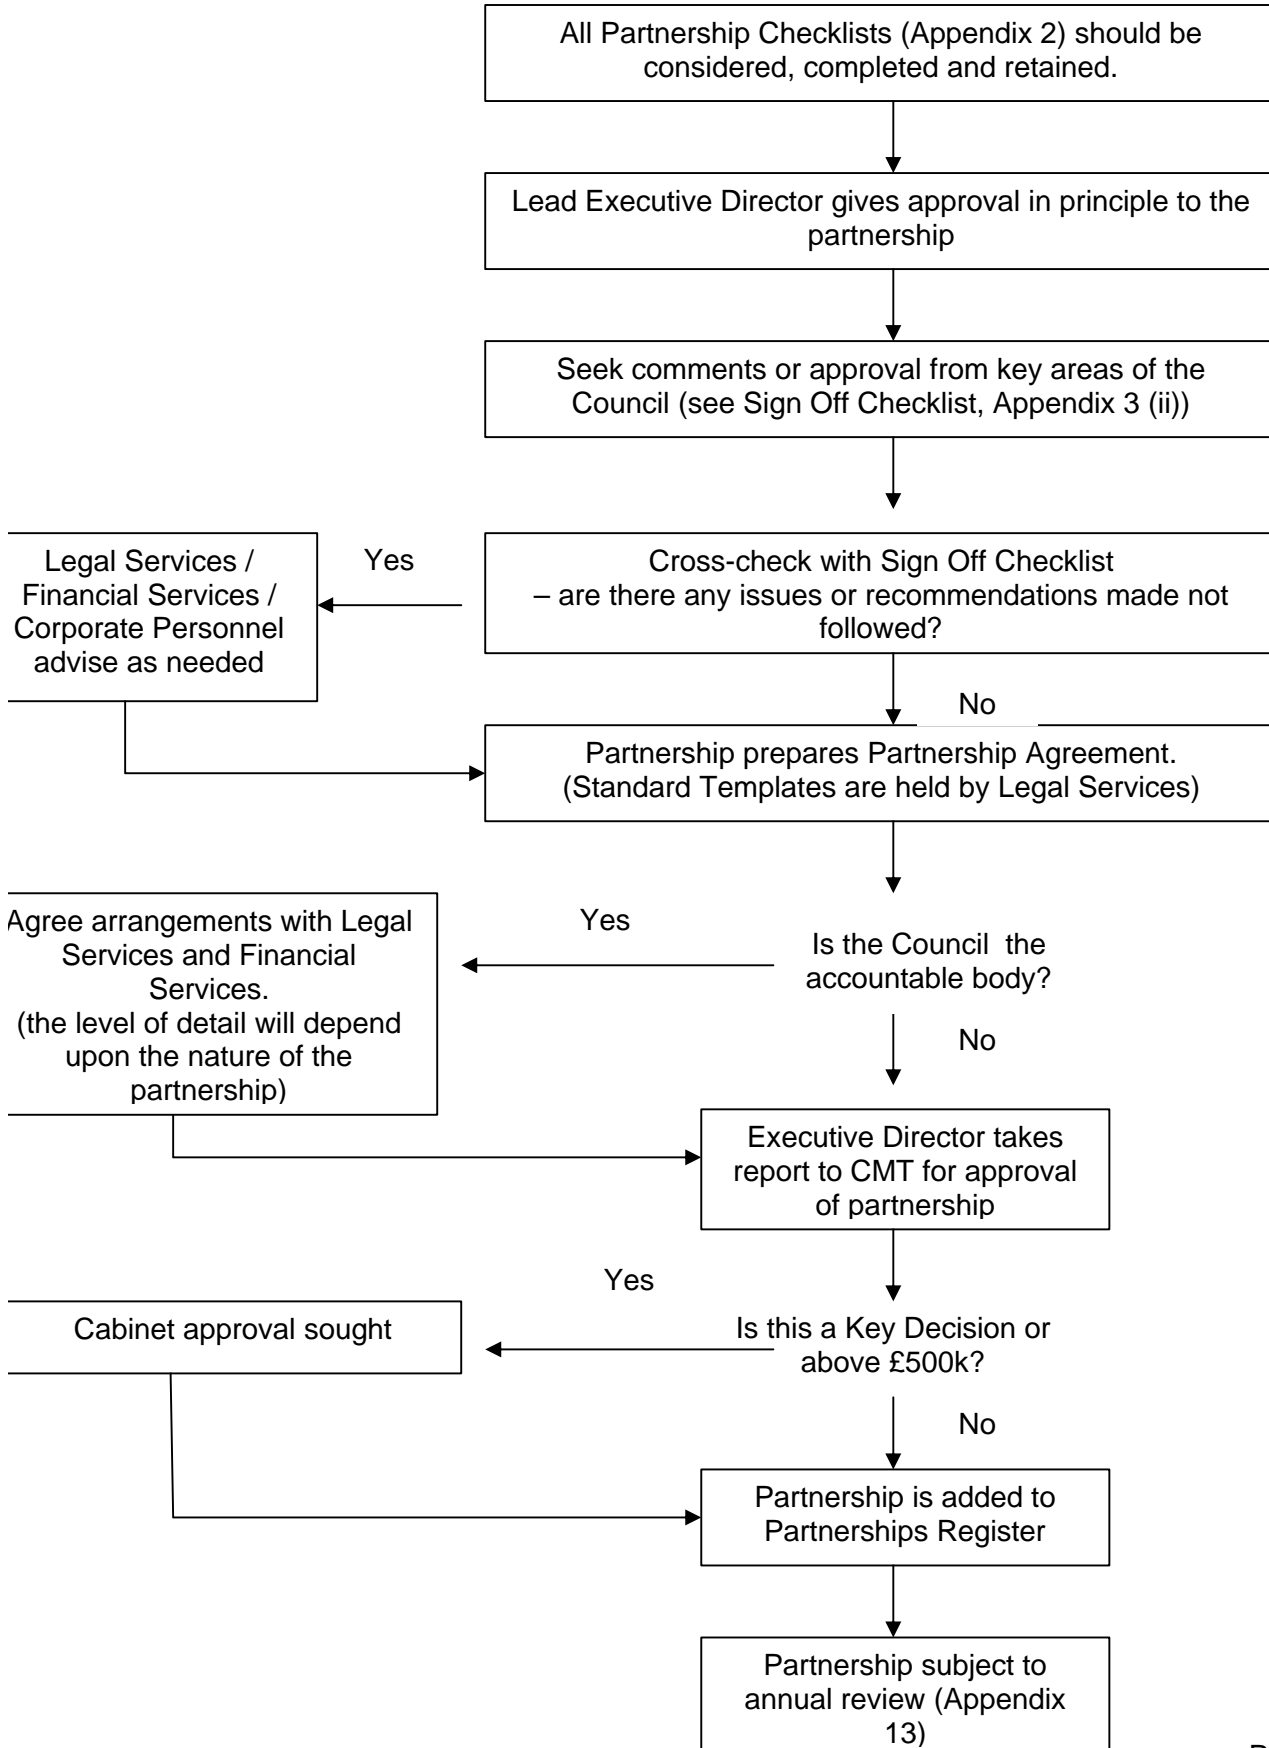 All Partnership Checklists (Appendix 2) should be
considered, completed and retained.
Lead Executive Director gives approval in principle to the
partnership
Seek comments or approval from key areas of the
Council (see Sign Off Checklist, Appendix 3 (ii))
Legal Services /
Financial Services /
Corporate Personnel
advise as needed
Yes
Cross-check with Sign Off Checklist
– are there any issues or recommendations made not
followed?
No
Partnership prepares Partnership Agreement.
(Standard Templates are held by Legal Services)
Agree arrangements with Legal
Services and Financial
Services.
(the level of detail will depend
upon the nature of the
partnership)
Yes
Is the Council  the
accountable body?
No
Executive Director takes
report to CMT for approval
of partnership
Yes
Cabinet approval sought
Is this a Key Decision or
above £500k?
No
Partnership is added to
Partnerships Register
Partnership subject to
annual review (Appendix
13)